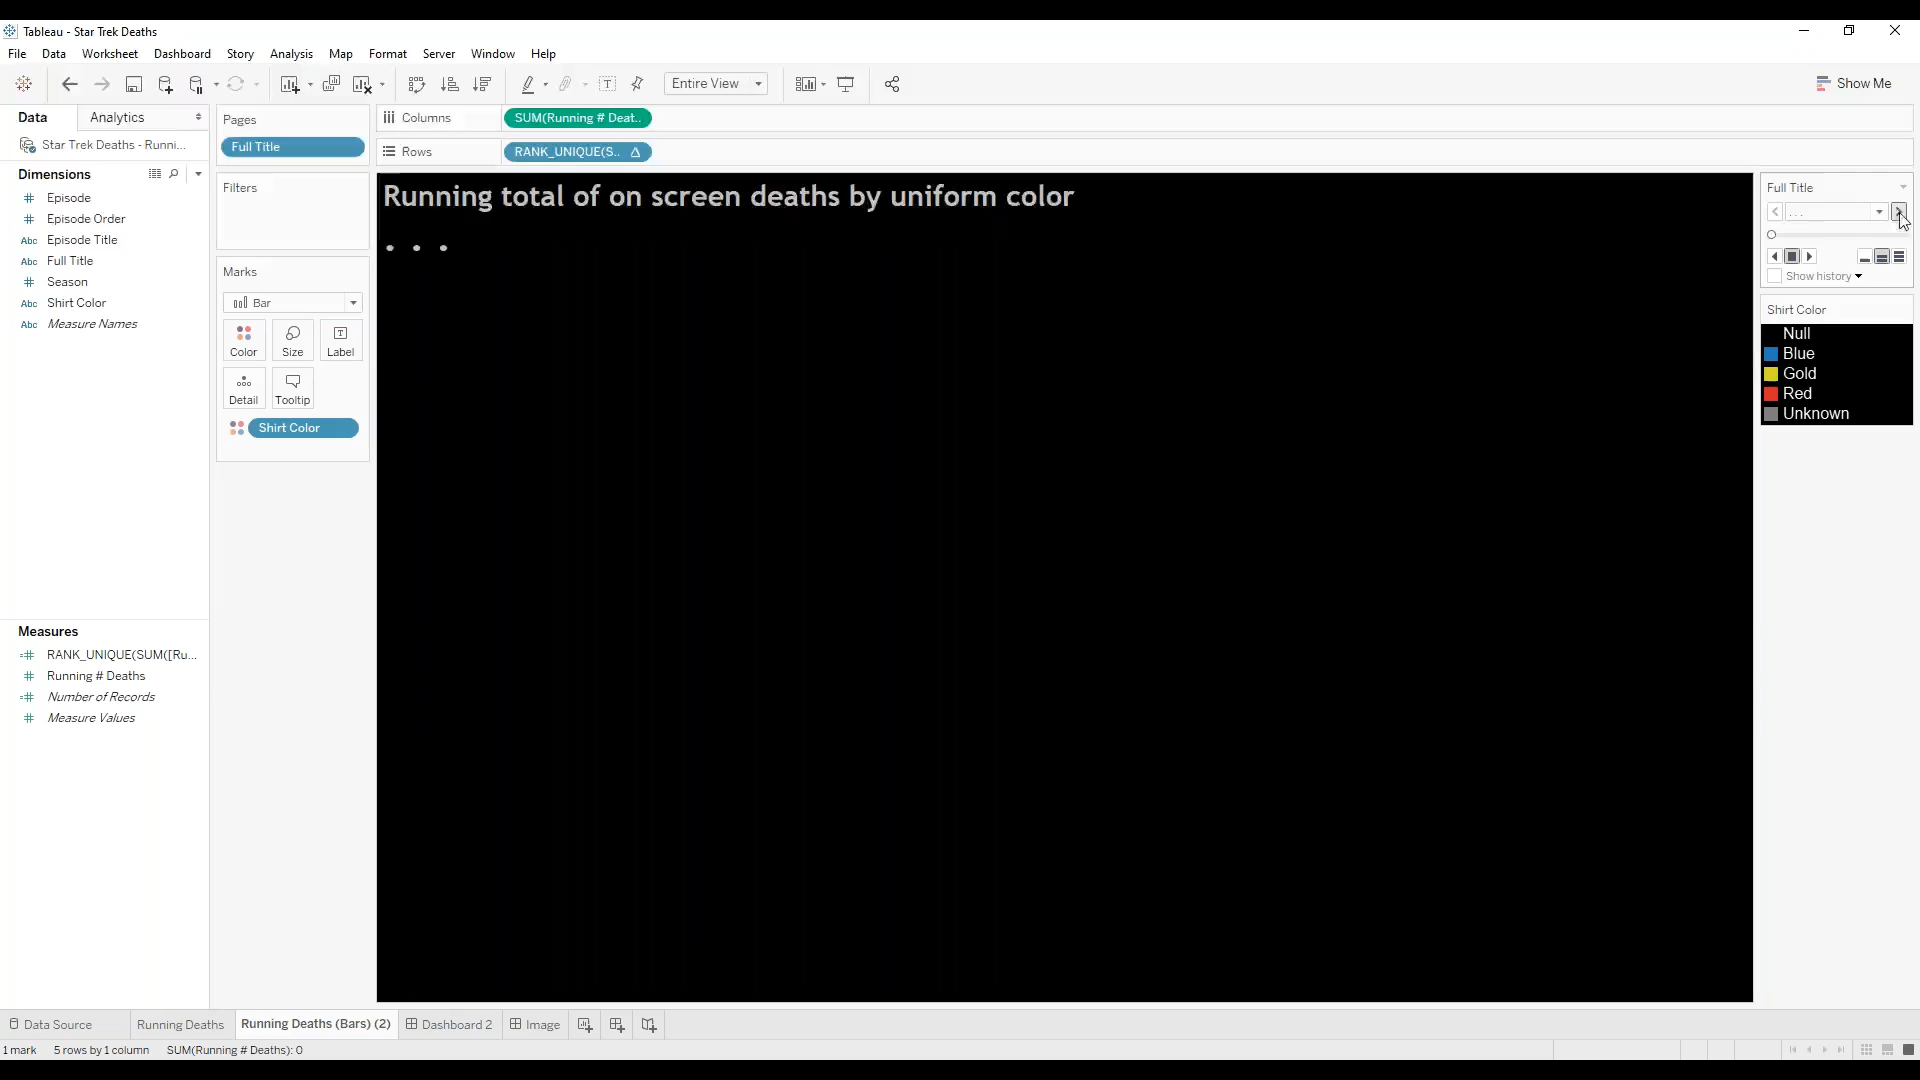 Tableau - Star Trek Deaths
File Data Dashboard Worksheet Dashboard Story Analysis Map Format Server Window Help
Entire View
Show Me
Data Analytics
Star Trek Deaths - Runni...
Dimensions
Episode
Episode Order
Abc Episode Title
Abc Full Title
Season
Abc Shirt Color
Abc Measure Names
Measures
RANK_UNIQUE(SUM([Ru...
Running # Deaths
Number of Records
Measure Values
Pages
Full Title
Filters
Marks
Bar
Color Size Label
Detail Tooltip
Shirt Color
Columns SUM(Running # Deat..
Rows RANK_UNIQUE(S..
Running total of on screen deaths by uniform color
. . .
Full Title
. . .
Show history
Shirt Color
Null
Blue
Gold
Red
Unknown
Data Source Running Deaths Running Deaths (Bars) (2) Dashboard 2 Image
1 mark 5 rows by 1 column SUM(Running # Deaths): 0